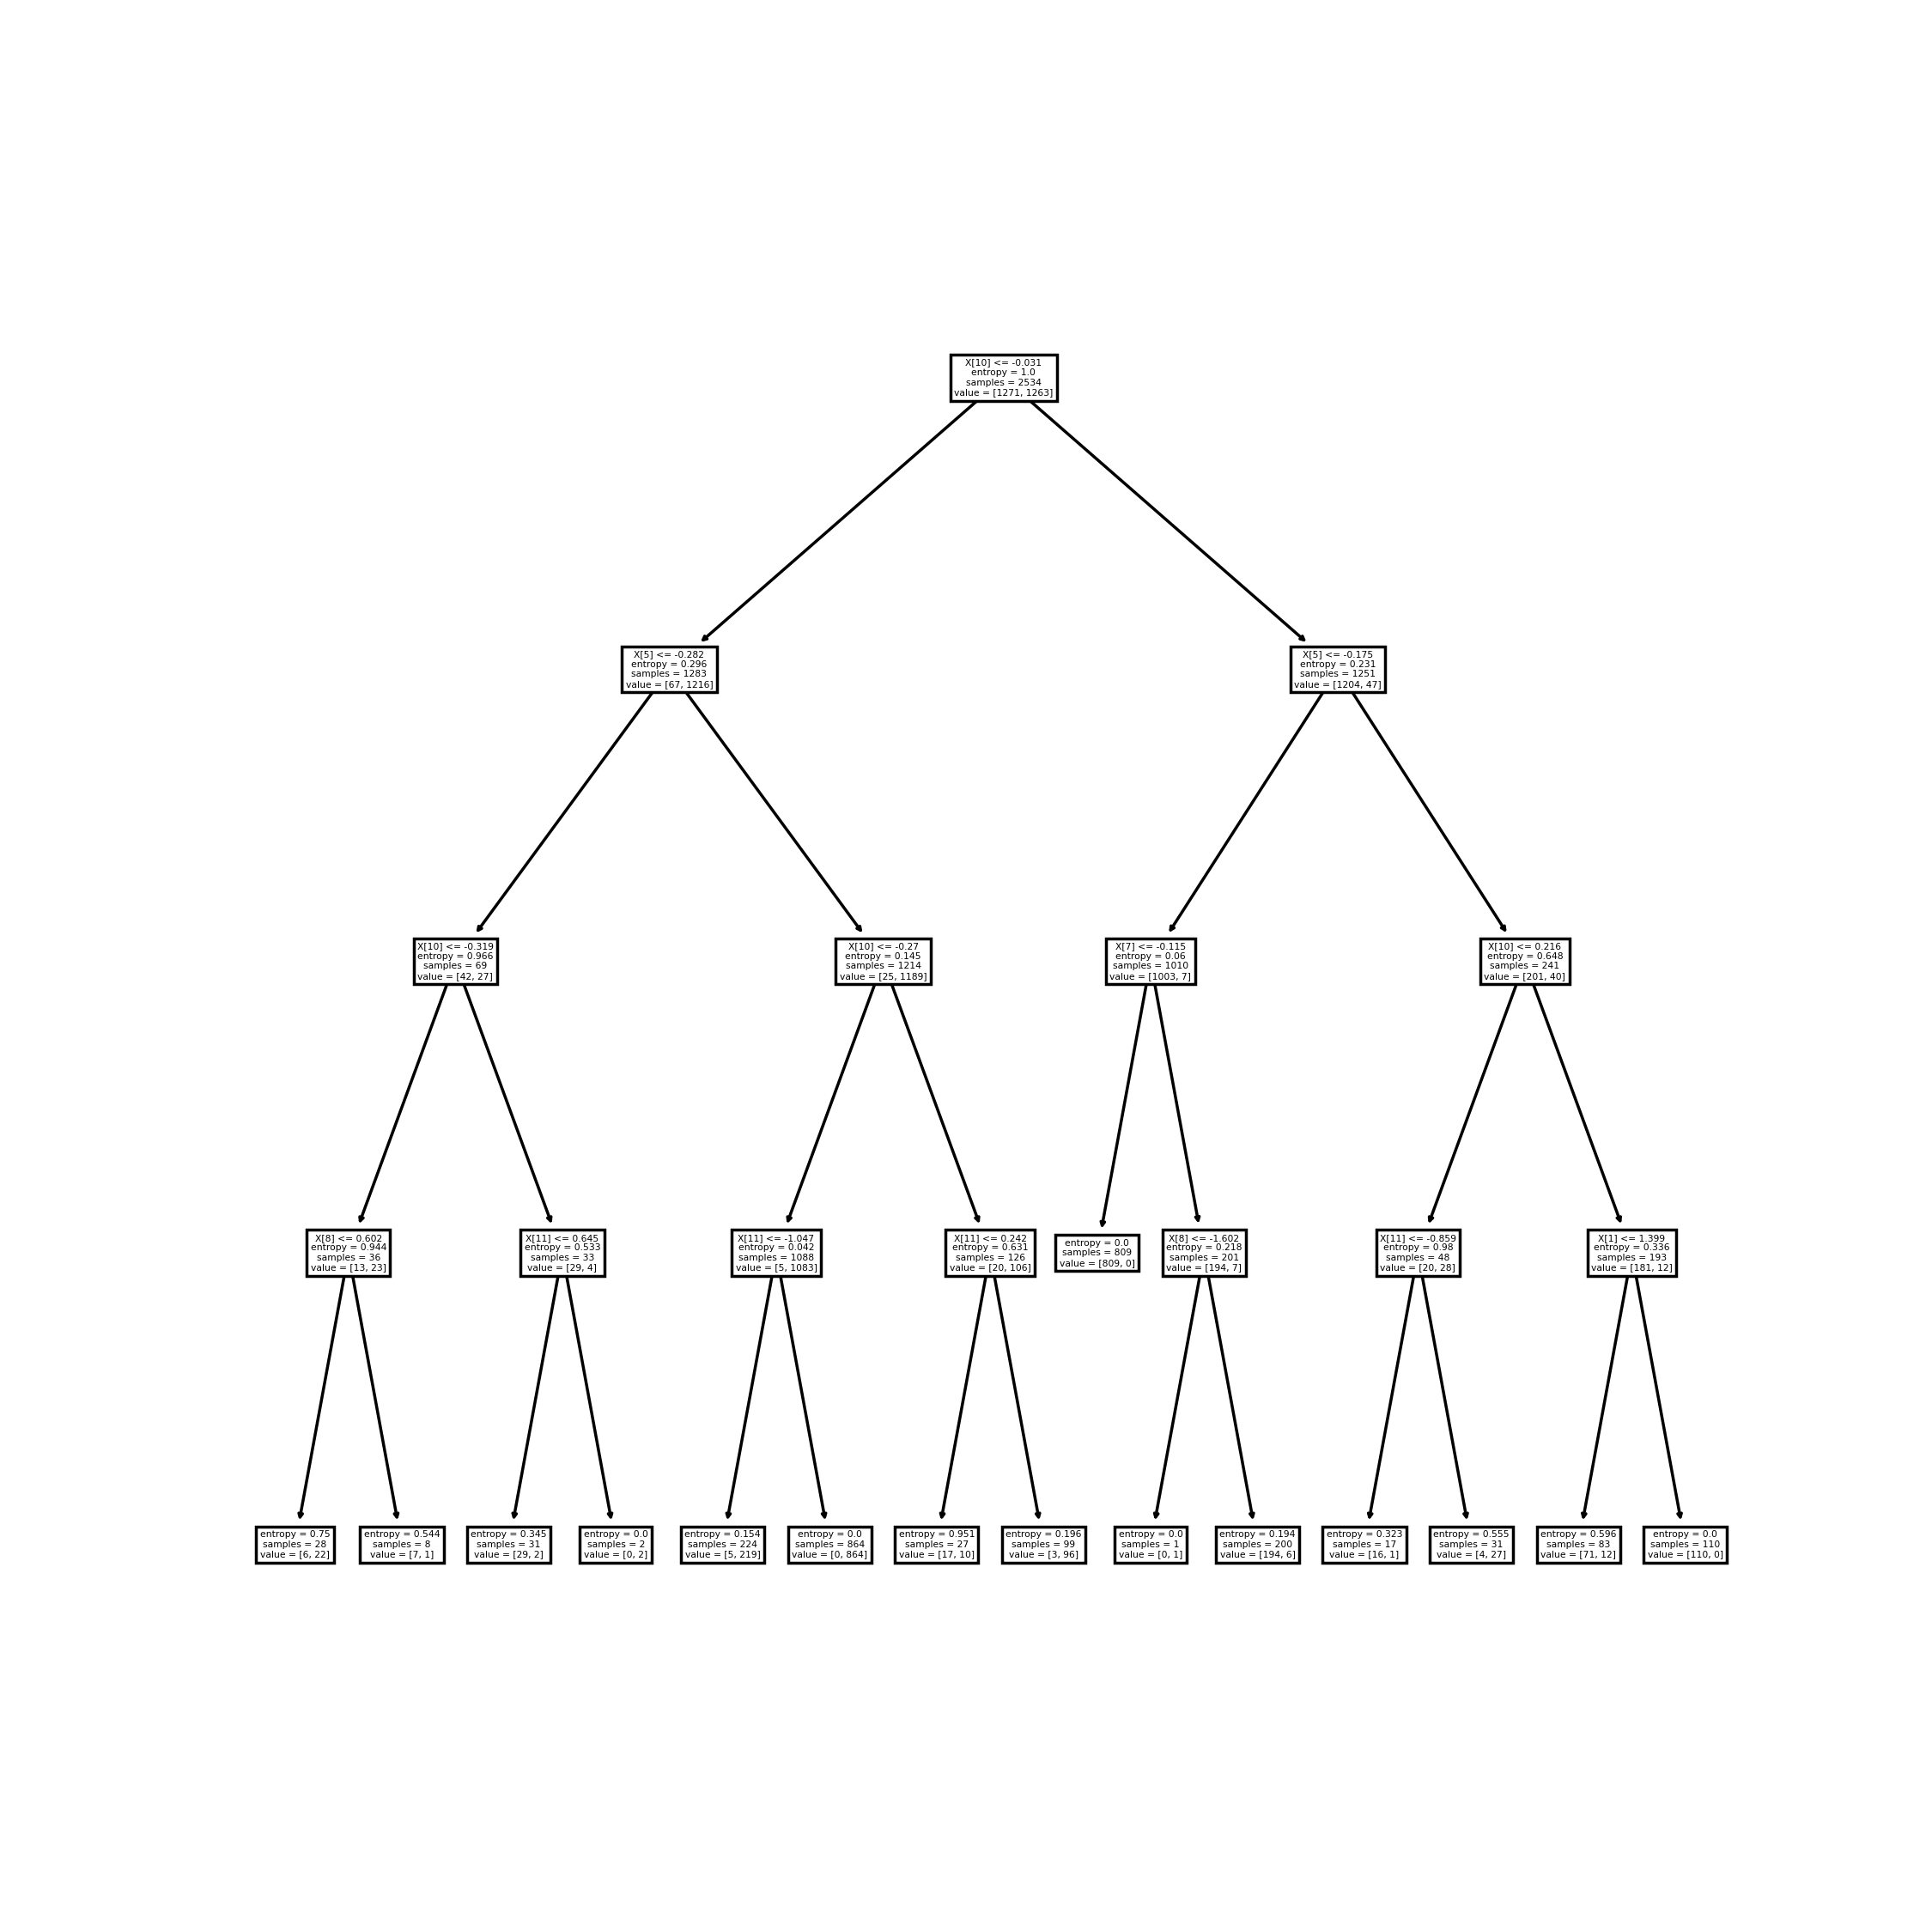 X[10] <= -0.031
entropy = 1.0
samples = 2534
value = [1271, 1263]
X[5] <= -0.282
entropy = 0.296
samples = 1283
value = [67, 1216]
X[5] <= -0.175
entropy = 0.231
samples = 1251
value = [1204, 47]
X[10] <= -0.319
entropy = 0.966
samples = 69
value = [42, 27]
X[10] <= -0.27
entropy = 0.145
samples = 1214
value = [25, 1189]
X[7] <= -0.115
entropy = 0.06
samples = 1010
value = [1003, 7]
X[10] <= 0.216
entropy = 0.648
samples = 241
value = [201, 40]
X[8] <= 0.602
entropy = 0.944
samples = 36
value = [13, 23]
X[11] <= 0.645
entropy = 0.533
samples = 33
value = [29, 4]
X[11] <= -1.047
entropy = 0.042
samples = 1088
value = [5, 1083]
X[11] <= 0.242
entropy = 0.631
samples = 126
value = [20, 106]
entropy = 0.0
samples = 809
value = [809, 0]
X[8] <= -1.602
entropy = 0.218
samples = 201
value = [194, 7]
X[11] <= -0.859
entropy = 0.98
samples = 48
value = [20, 28]
X[1] <= 1.399
entropy = 0.336
samples = 193
value = [181, 12]
entropy = 0.75
samples = 28
value = [6, 22]
entropy = 0.544
samples = 8
value = [7, 1]
entropy = 0.345
samples = 31
value = [29, 2]
entropy = 0.0
samples = 2
value = [0, 2]
entropy = 0.154
samples = 224
value = [5, 219]
entropy = 0.0
samples = 864
value = [0, 864]
entropy = 0.951
samples = 27
value = [17, 10]
entropy = 0.196
samples = 99
value = [3, 96]
entropy = 0.0
samples = 1
value = [0, 1]
entropy = 0.194
samples = 200
value = [194, 6]
entropy = 0.323
samples = 17
value = [16, 1]
entropy = 0.555
samples = 31
value = [4, 27]
entropy = 0.596
samples = 83
value = [71, 12]
entropy = 0.0
samples = 110
value = [110, 0]